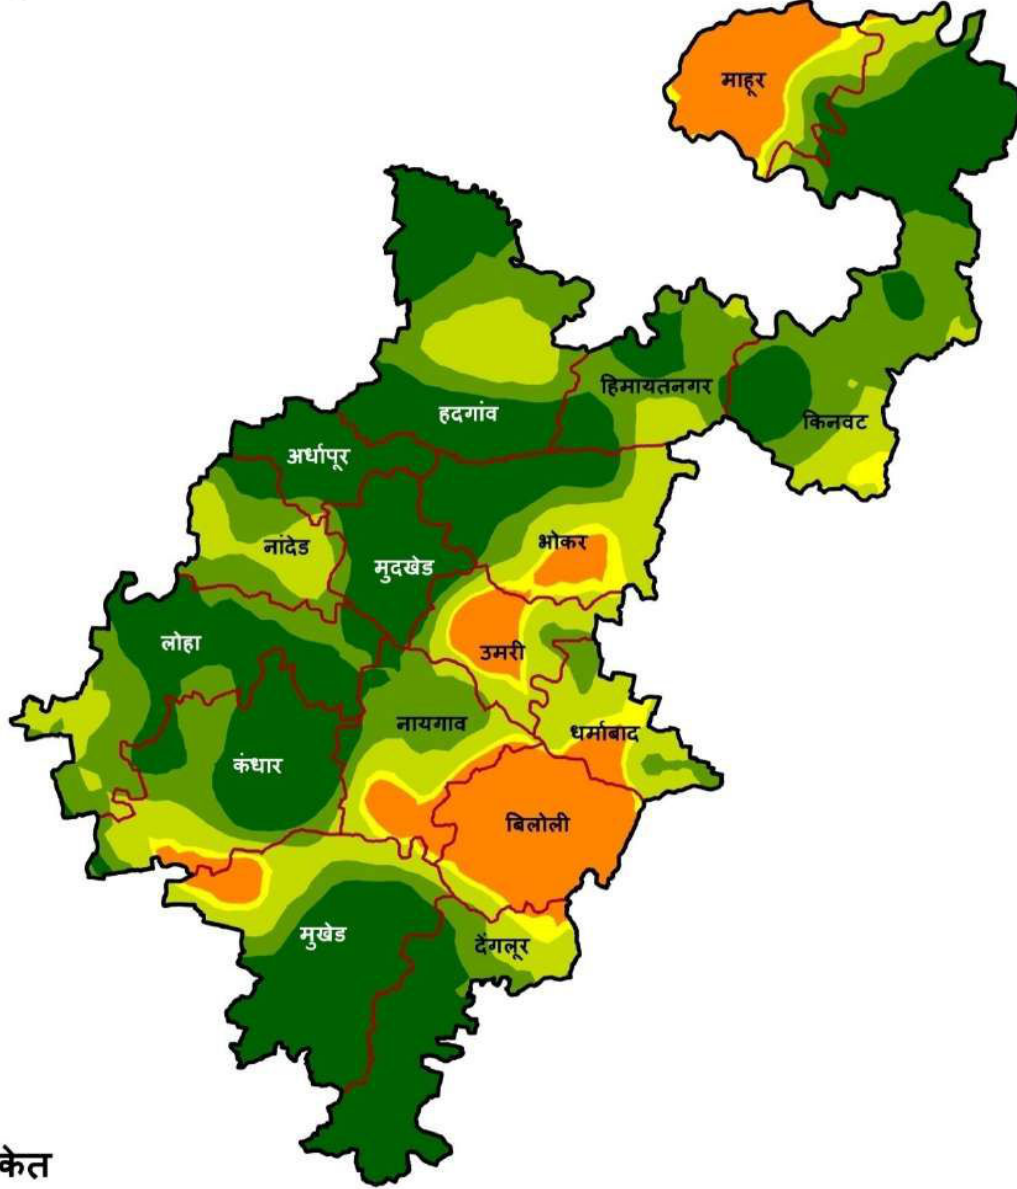 माहूर
हदगांव
हिमायतनगर
किनवट
अर्धापूर
नांदेड
मुदखेड
भोकर
लोहा
उमरी
नायगाव
धर्माबाद
कंधार
बिलोली
मुखेड
देंगलूर
केत